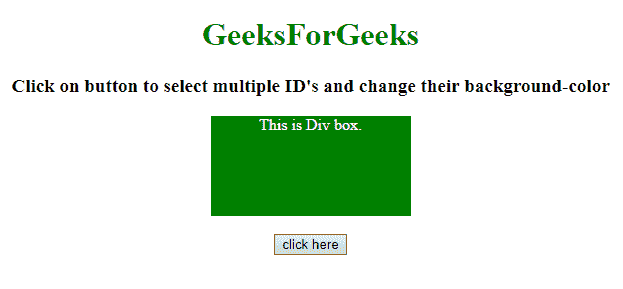 GeeksForGeeks
Click on button to select multiple ID's and change their background-color
This is Div box.
click here